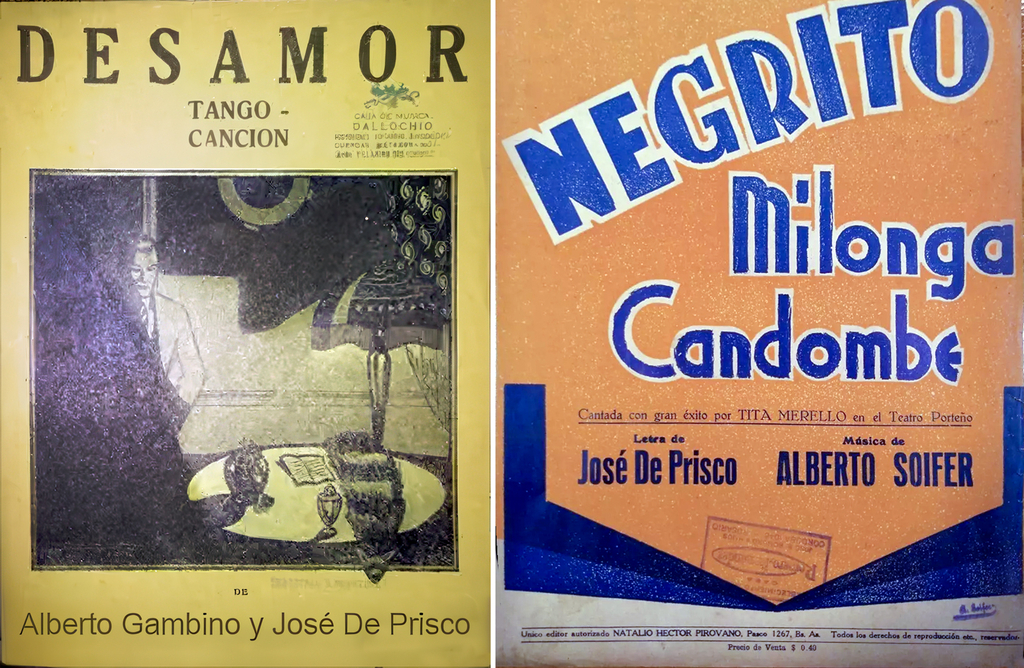 DESAMOR
TANGO -
CANCION
CASA DE MUSICA
DALLOCHIO
DE
Alberto Gambino y José De Prisco
NEGRITO
Milonga
Candombe
Cantada con gran éxito por TITA MERELLO en el Teatro Porteño
Letra de
José De Prisco
Música de
ALBERTO SOIFER
Unico editor autorizado NATALIO HECTOR PIROVANO, Pasco 1267, Bs. As. Todos los derechos de reproducción etc., reservados
Precio de Venta $ 0.40